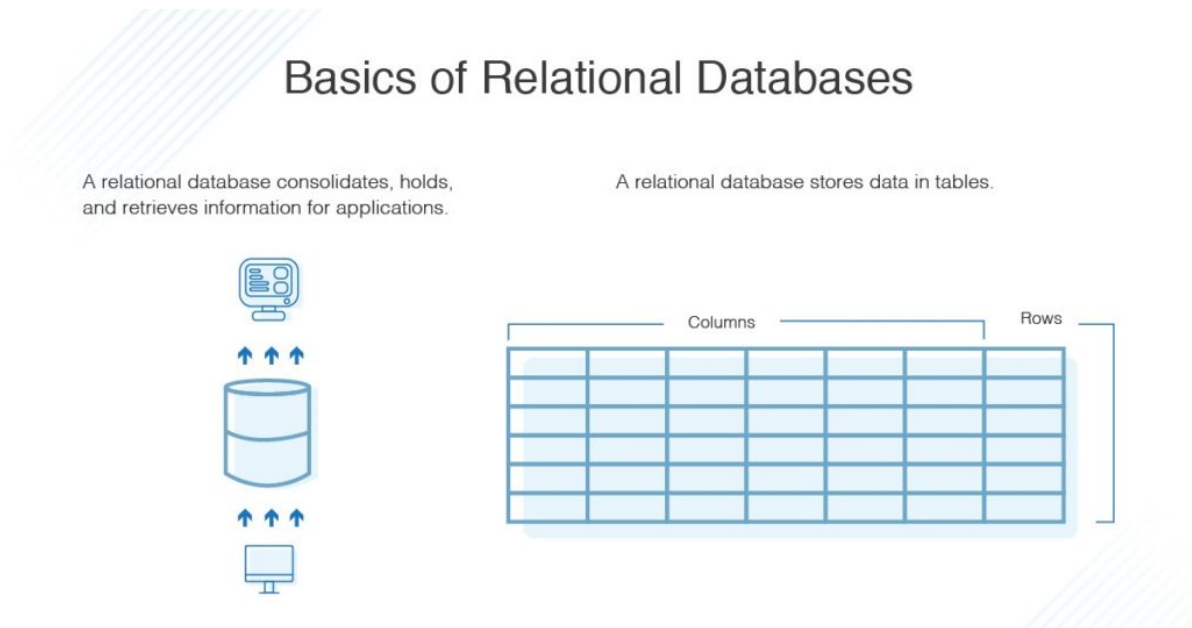 Basics of Relational Databases
A relational database consolidates, holds,
and retrieves information for applications.
A relational database stores data in tables.
Columns
Rows